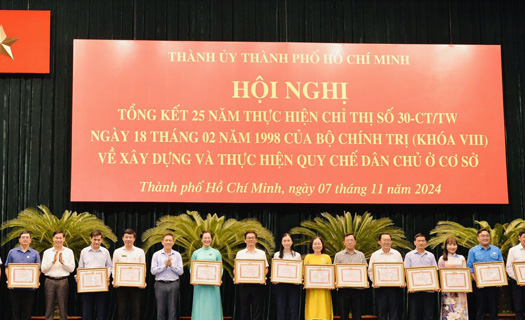 THÀNH ỦY THÀNH PHỐ HỒ CHÍ MINH
HỘI NGHỊ
TỔNG KẾT 25 NĂM THỰC HIỆN CHỈ THỊ SỐ 30-CT/TW
NGÀY 18 THÁNG 02 NĂM 1998 CỦA BỘ CHÍNH TRỊ (KHÓA VIII)
VỀ XÂY DỰNG VÀ THỰC HIỆN QUY CHẾ DÂN CHỦ Ở CƠ SỞ
Thành phố Hồ Chí Minh, ngày 07 tháng 11 năm 2024